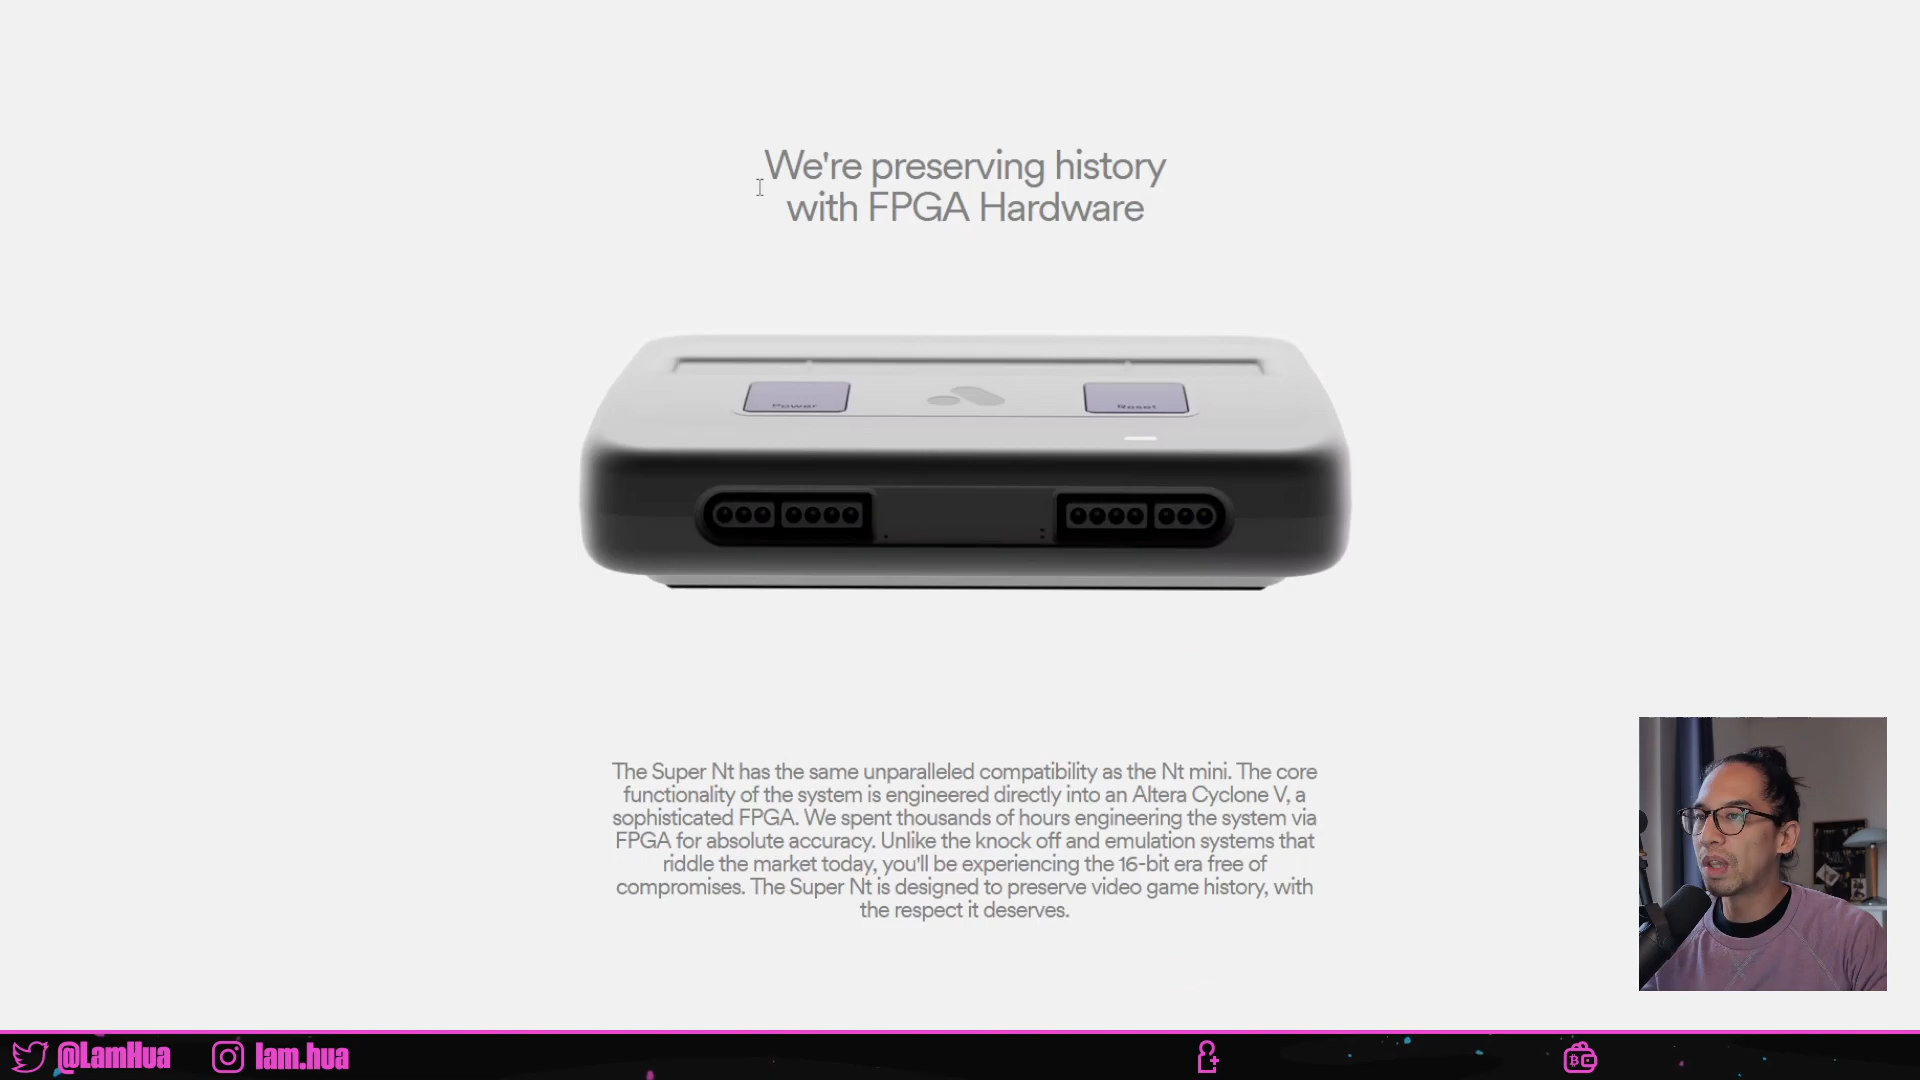 We're preserving history
with FPGA Hardware
Power
Reset
The Super Nt has the same unparalleled compatibility as the Nt mini. The core
functionality of the system is engineered directly into an Altera Cyclone V, a
sophisticated FPGA. We spent thousands of hours engineering the system via
FPGA for absolute accuracy. Unlike the knock off and emulation systems that
riddle the market today, you'll be experiencing the 16-bit era free of
compromises. The Super Nt is designed to preserve video game history, with
the respect it deserves.
@LamHua
lam.hua